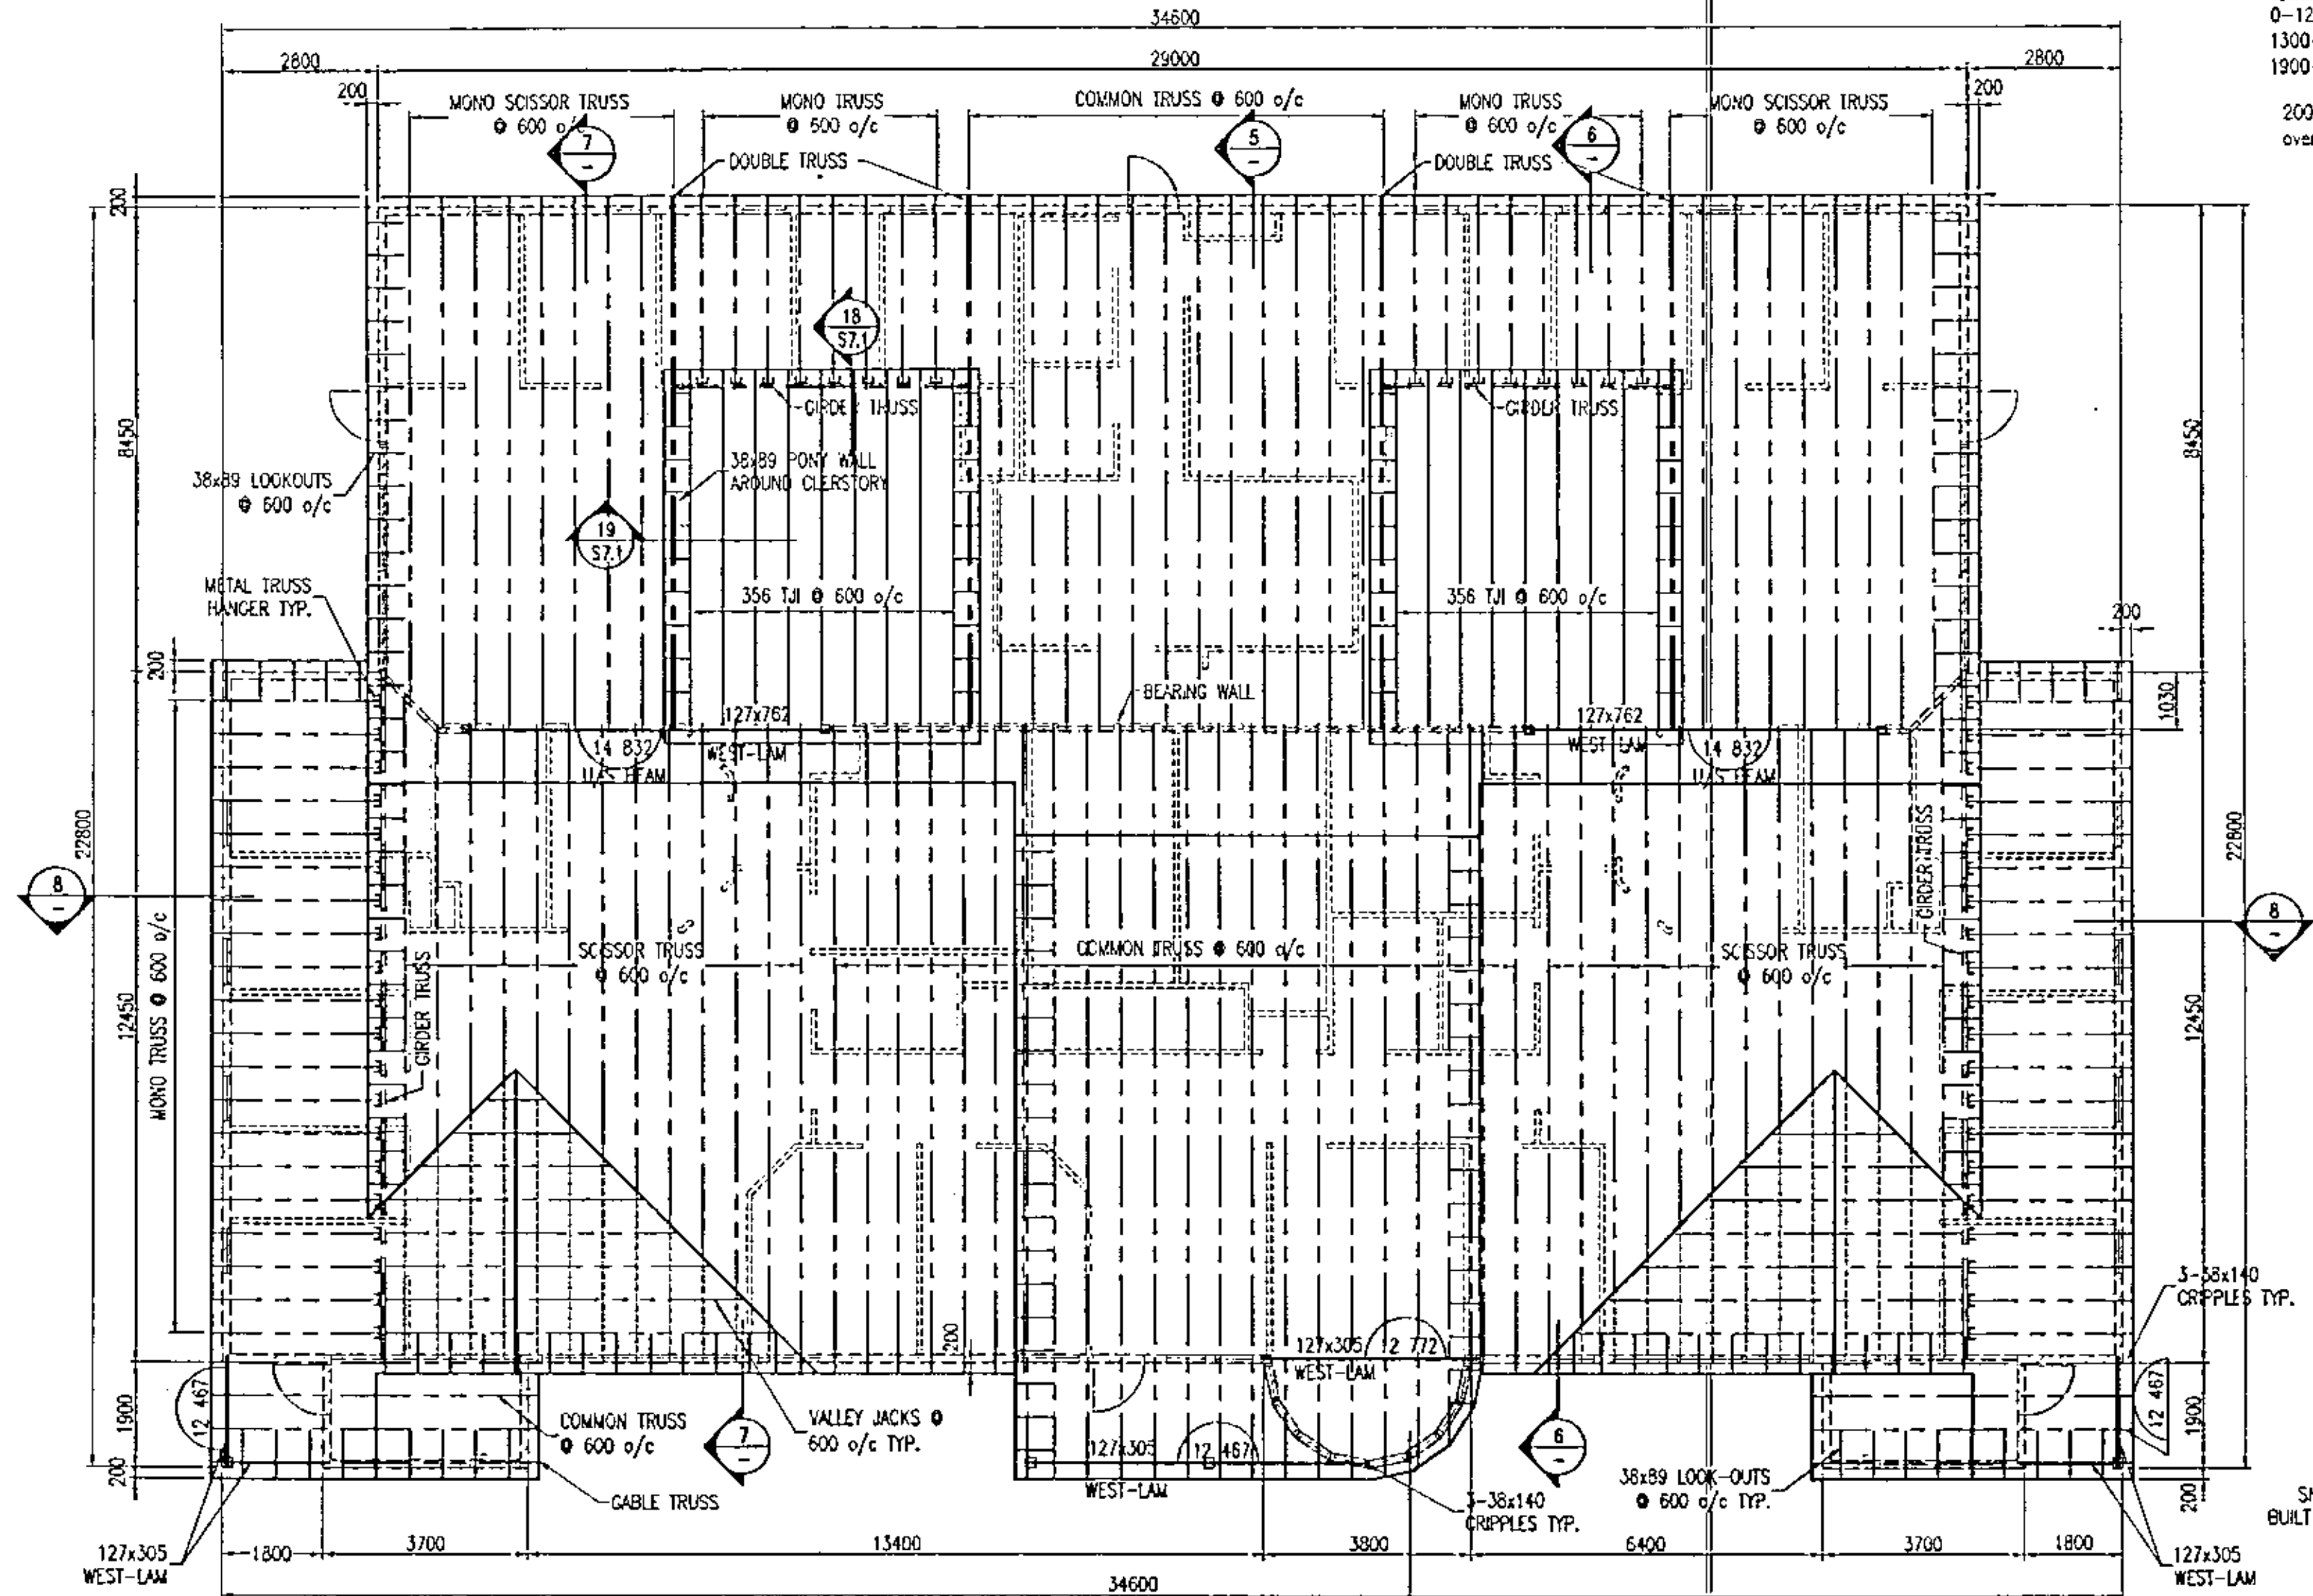 34600
0-12
2800
29000
2800
1300-
1900-
200
200
200
over
MONO SCISSOR TRUSS
@ 600 o/c
MONO TRUSS
COMMON TRUSS @ 600 o/c
MONO TRUSS
@ 600 o/c
MONO SCISSOR TRUSS
7
-
5
-
6
-
DOUBLE TRUSS
DOUBLE TRUSS
200
18
S7.1
GIRDER TRUSS
GIRDER TRUSS
8450
8450
38x89 LOOKOUTS
@ 600 o/c
38x89 PONY WALL
AROUND CLERSTORY
19
S7.1
METAL TRUSS
HANGER TYP.
356 TJI @ 600 o/c
356 TJI @ 600 o/c
200
200
BEARING WALL
127x762
WEST-LAM
127x762
WEST-LAM
1030
14 832
U/S BEAM
14 832
U/S BEAM
22800
22800
GIRDER TRUSS
8
-
8
-
SCISSOR TRUSS
@ 600 o/c
COMMON TRUSS @ 600 o/c
SCISSOR TRUSS
@ 600 o/c
MONO TRUSS @ 600 o/c
GIRDER TRUSS
12450
12450
3-38x140
CRIPPLES TYP.
200
127x305
WEST-LAM
12 772
1900
12 467
COMMON TRUSS
@ 600 o/c
7
-
VALLEY JACKS @
600 o/c TYP.
127x305
WEST-LAM
12 467
6
-
38x89 LOOK-OUTS
@ 600 o/c TYP.
12 467
1900
200
GABLE TRUSS
3-38x140
CRIPPLES TYP.
200
BUILT
127x305
WEST-LAM
1800
3700
13400
3800
6400
3700
1800
127x305
WEST-LAM
34600